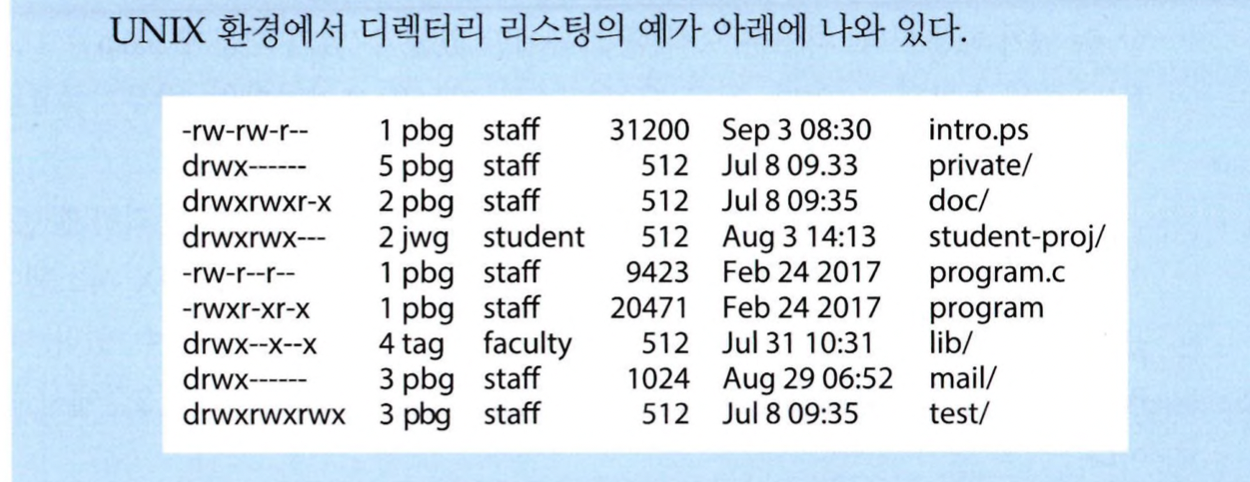 UNIX 환경에서 디렉터리 리스팅의 예가 아래에 나와 있다.
-rw-rw-r-- 1 pbg staff 31200 Sep 3 08:30 intro.ps
drwx------ 5 pbg staff 512 Jul 8 09.33 private/
drwxrwxr-x 2 pbg staff 512 Jul 8 09:35 doc/
drwxrwx--- 2 jwg student 512 Aug 3 14:13 student-proj/
-rw-r--r-- 1 pbg staff 9423 Feb 24 2017 program.c
-rwxr-xr-x 1 pbg staff 20471 Feb 24 2017 program
drwx--x--x 4 tag faculty 512 Jul 31 10:31 lib/
drwx------ 3 pbg staff 1024 Aug 29 06:52 mail/
drwxrwxrwx 3 pbg staff 512 Jul 8 09:35 test/